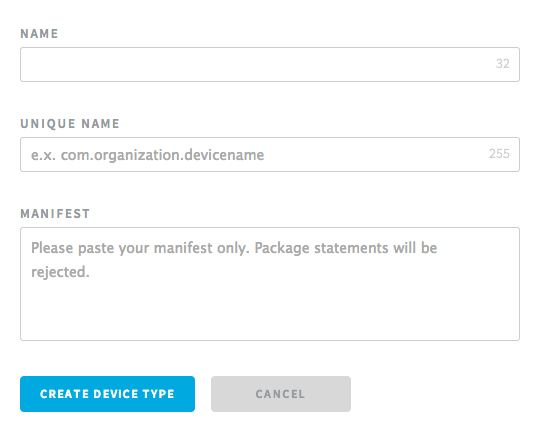 NAME
32
UNIQUE NAME
e.x. com.organization.devicename 255
MANIFEST
Please paste your manifest only. Package statements will be
rejected.
CREATE DEVICE TYPE CANCEL